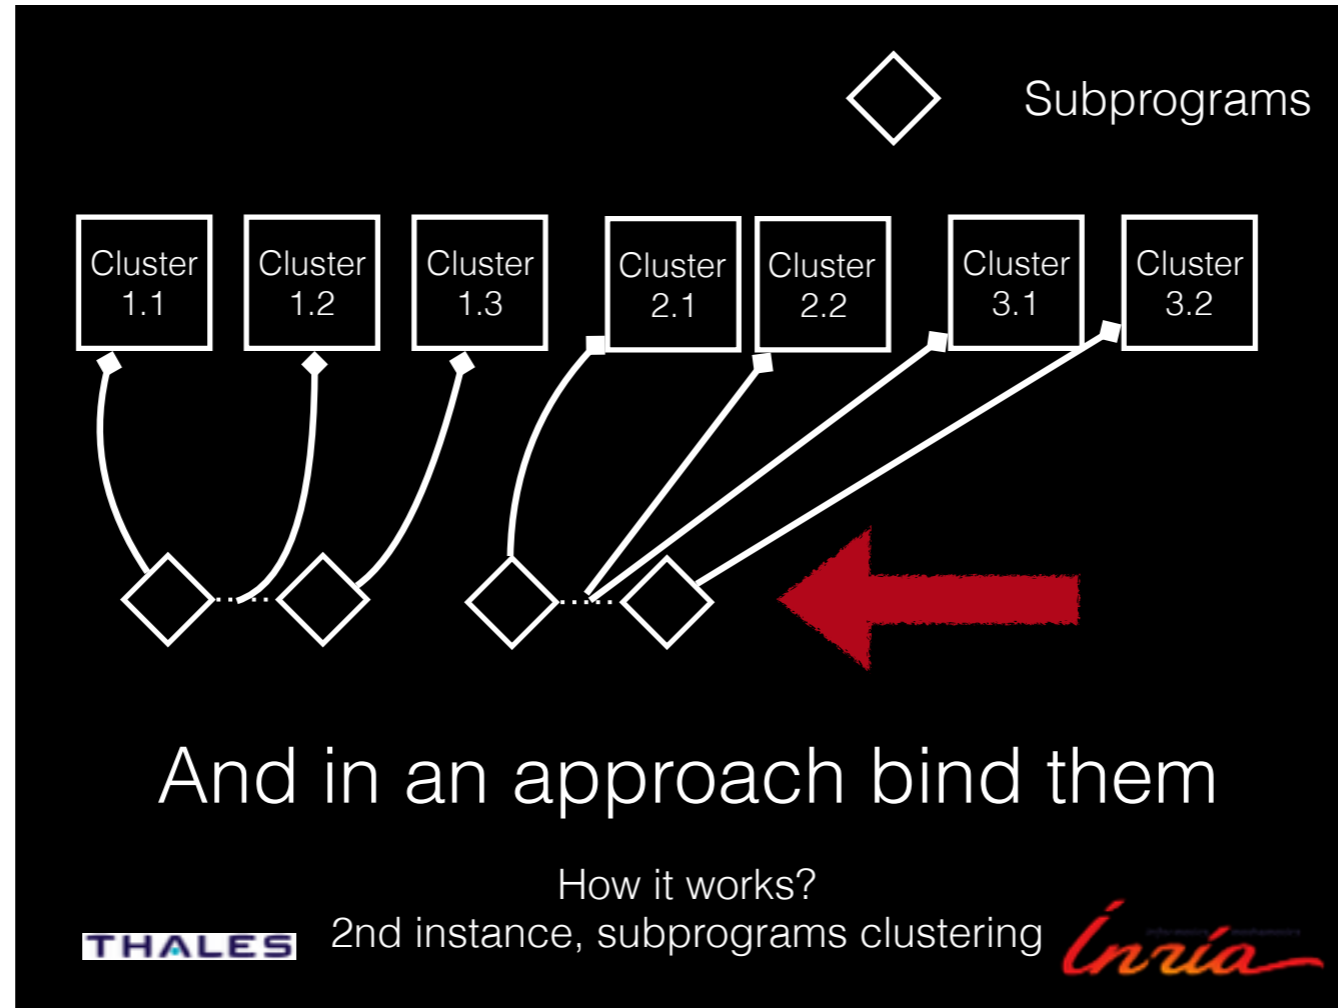 Subprograms
Cluster
1.1
Cluster
1.2
Cluster
1.3
Cluster
2.1
Cluster
2.2
Cluster
3.1
Cluster
3.2
And in an approach bind them
How it works?
2nd instance, subprograms clustering
THALES
Inria